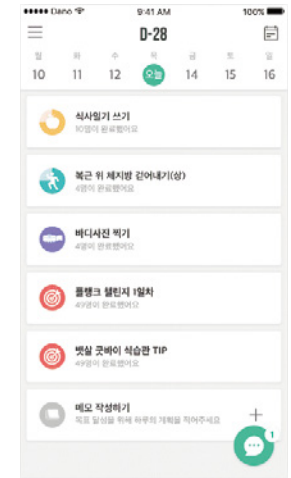 Dano 9:41 AM 100%
D-28
월 화 수 목 금 토 일
10 11 12 오늘 14 15 16
식사일기 쓰기
10명이 완료했어요
복근 위 체지방 걷어내기(상)
4명이 완료했어요
바디사진 찍기
4명이 완료했어요
플랭크 챌린지 1일차
49명이 완료했어요
뱃살 굿바이 식습관 TIP
49명이 완료했어요
메모 작성하기
목표 달성을 위해 하루의 계획을 적어주세요
1